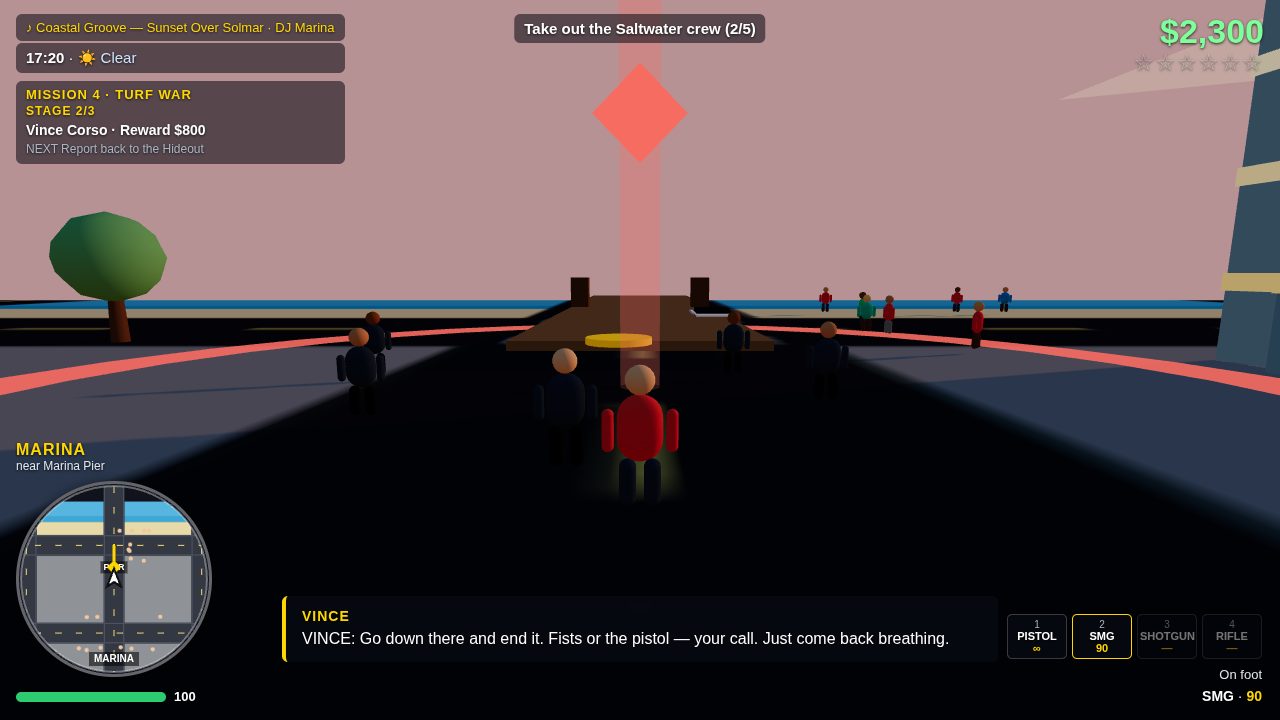 ♪ Coastal Groove — Sunset Over Solmar · DJ Marina
17:20 · ☀️ Clear
MISSION 4 · TURF WAR
STAGE 2/3
Vince Corso · Reward $800
NEXT Report back to the Hideout
Take out the Saltwater crew (2/5)
$2,300
MARINA
near Marina Pier
MARINA
100
VINCE
VINCE: Go down there and end it. Fists or the pistol — your call. Just come back breathing.
1
PISTOL
∞
2
SMG
90
3
SHOTGUN
—
4
RIFLE
—
On foot
SMG · 90